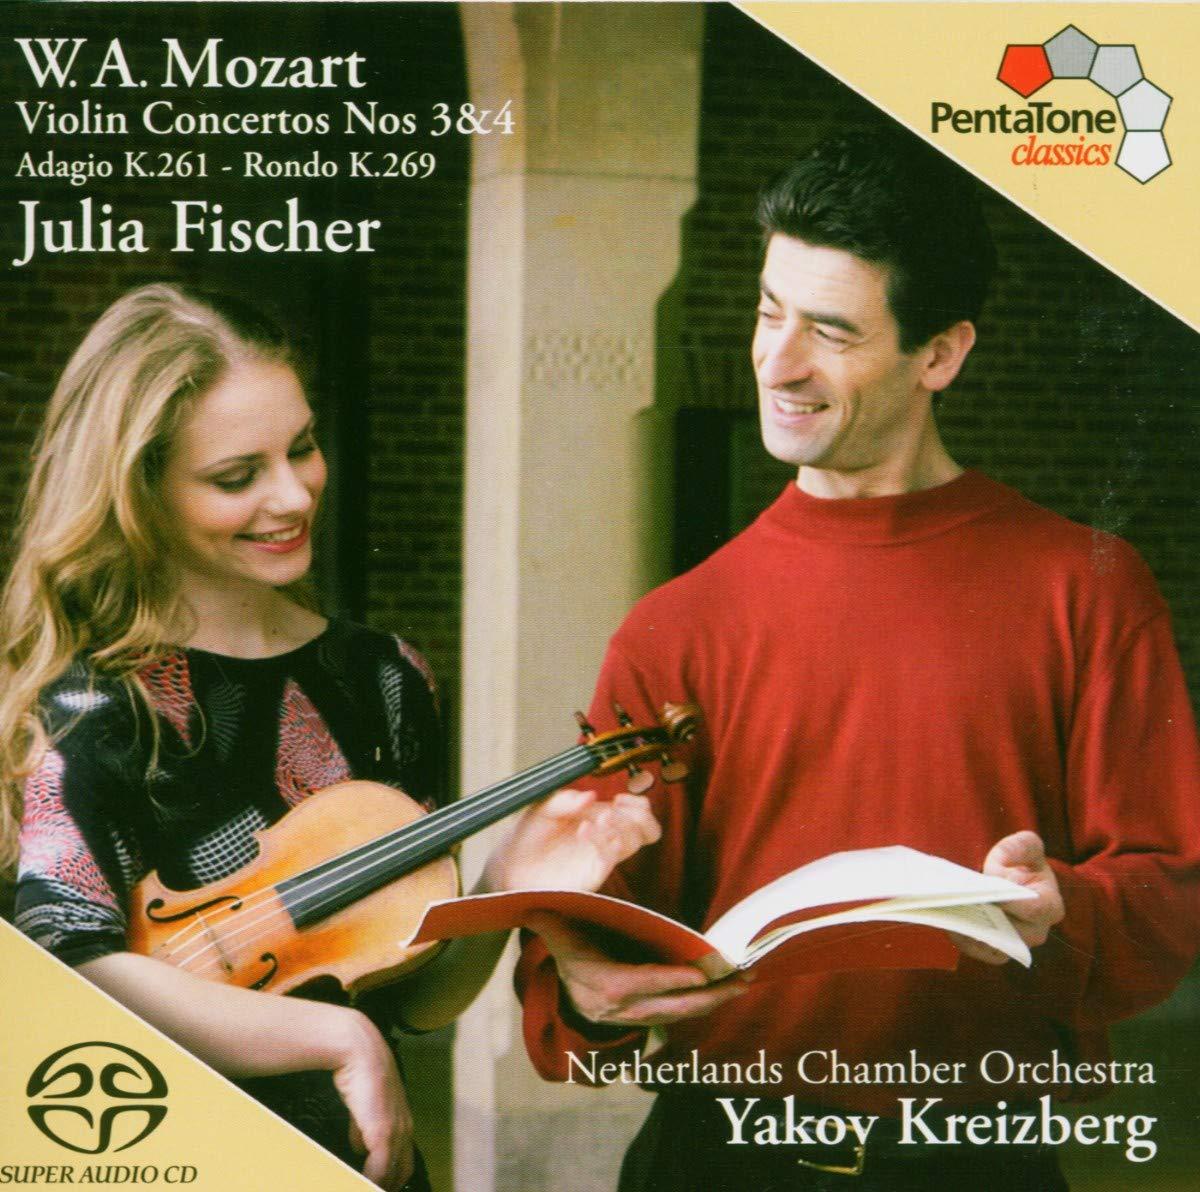 W. A. Mozart
Violin Concertos Nos 3&4
Adagio K.261 - Rondo K.269
Julia Fischer
PentaTone
classics
Netherlands Chamber Orchestra
Yakov Kreizberg
SUPER AUDIO CD